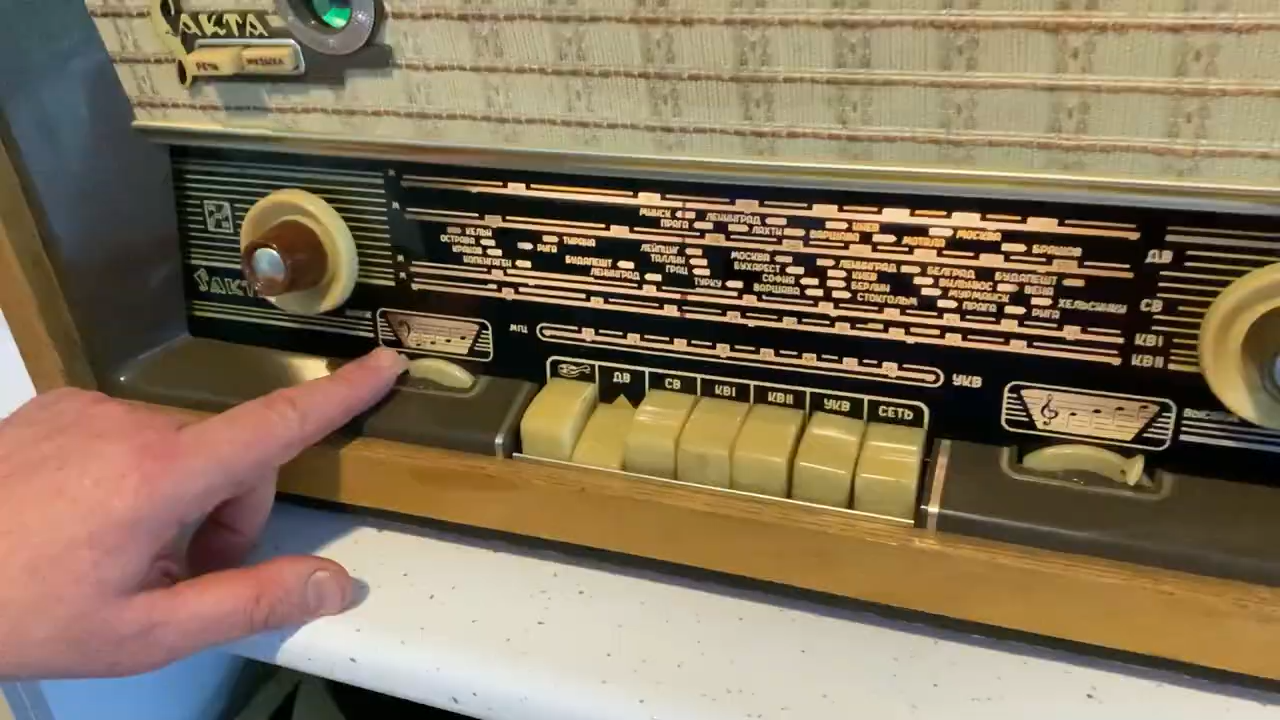 САКТА
РЕЧЬ МУЗЫКА
МИНСК ЛЕНИНГРАД КИЕВ МОСКВА
ПРАГА ЛАХТИ ВАРШАВА МОТАЛА БРАШОВ
КЕЛЬН
ОСТРАВА РИГА ТИРАНА
КРАКОВ
КОПЕНГАГЕН БУДАПЕШТ
ЛЕНИНГРАД
ЛЕЙПЦИГ
ТАЛЛИН
ГРАЦ
ТУРКУ
МОСКВА
БУХАРЕСТ
СОФИЯ
ВАРШАВА
ЛЕНИНГРАД
КИЕВ
БЕРЛИН
СТОКГОЛЬМ
БЕЛГРАД
ВИЛЬНЮС
МУРМАНСК
ПРАГА
БУДАПЕШТ
ВЕНА
РИГА
ХЕЛЬСИНКИ
ДВ
СВ
КВI
КВII
МГЦ
УКВ
ДВ СВ КВI КВII УКВ СЕТЬ
САКТ